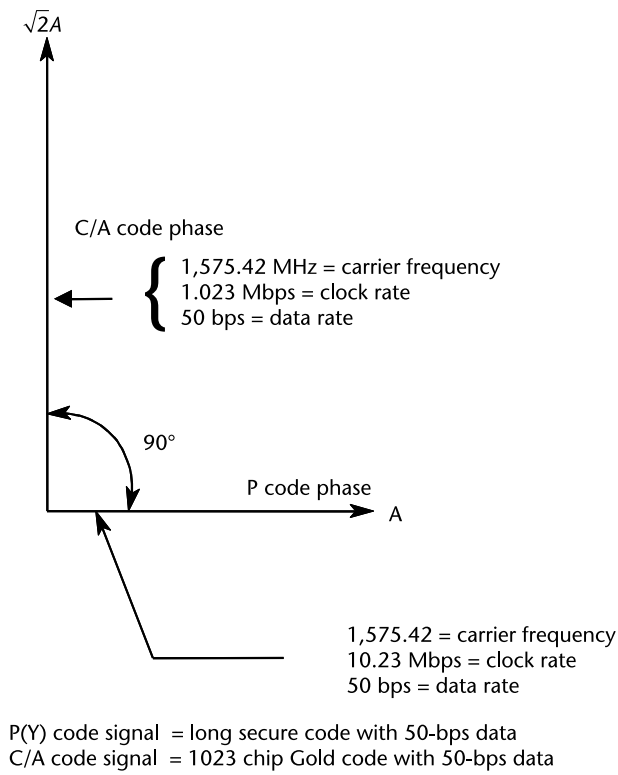 √2A
C/A code phase
{ 1,575.42 MHz = carrier frequency
1.023 Mbps = clock rate
50 bps = data rate
90°
P code phase
A
1,575.42 = carrier frequency
10.23 Mbps = clock rate
50 bps = data rate
P(Y) code signal = long secure code with 50-bps data
C/A code signal = 1023 chip Gold code with 50-bps data